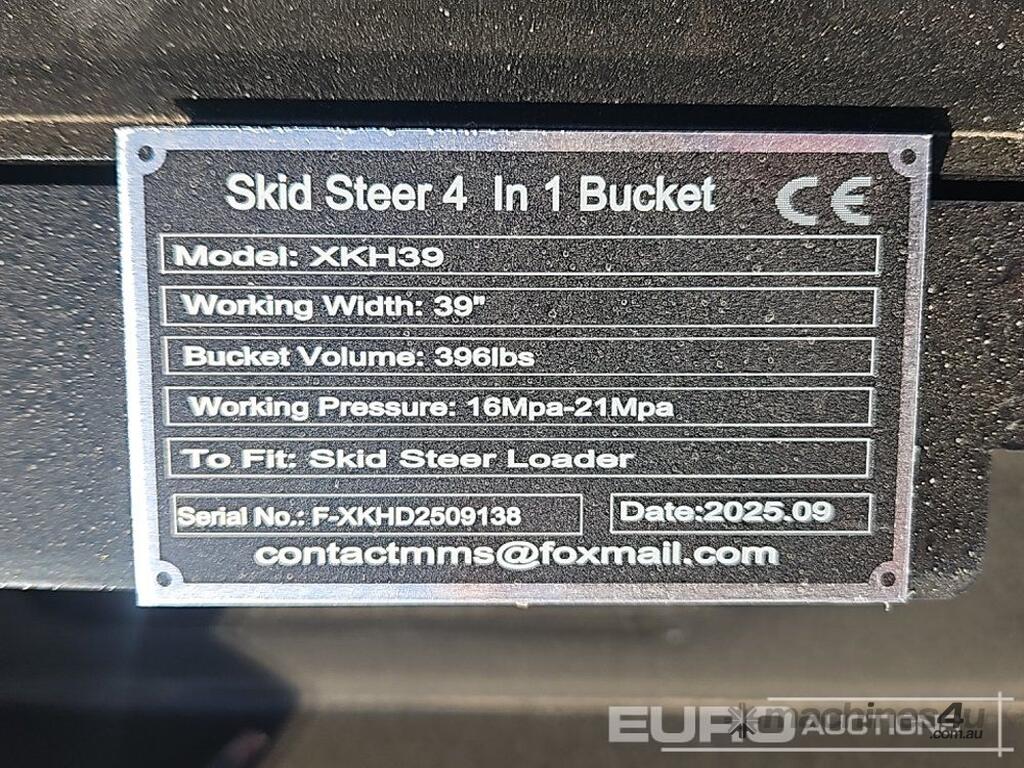 Skid Steer 4 In 1 Bucket CE
Model: XKH39
Working Width: 39"
Bucket Volume: 396lbs
Working Pressure: 16Mpa-21Mpa
To Fit: Skid Steer Loader
Serial No.: F-XKHD2509138 Date:2025.09
contactmms@foxmail.com
EURO AUCTIONS
machines4u
.com.au